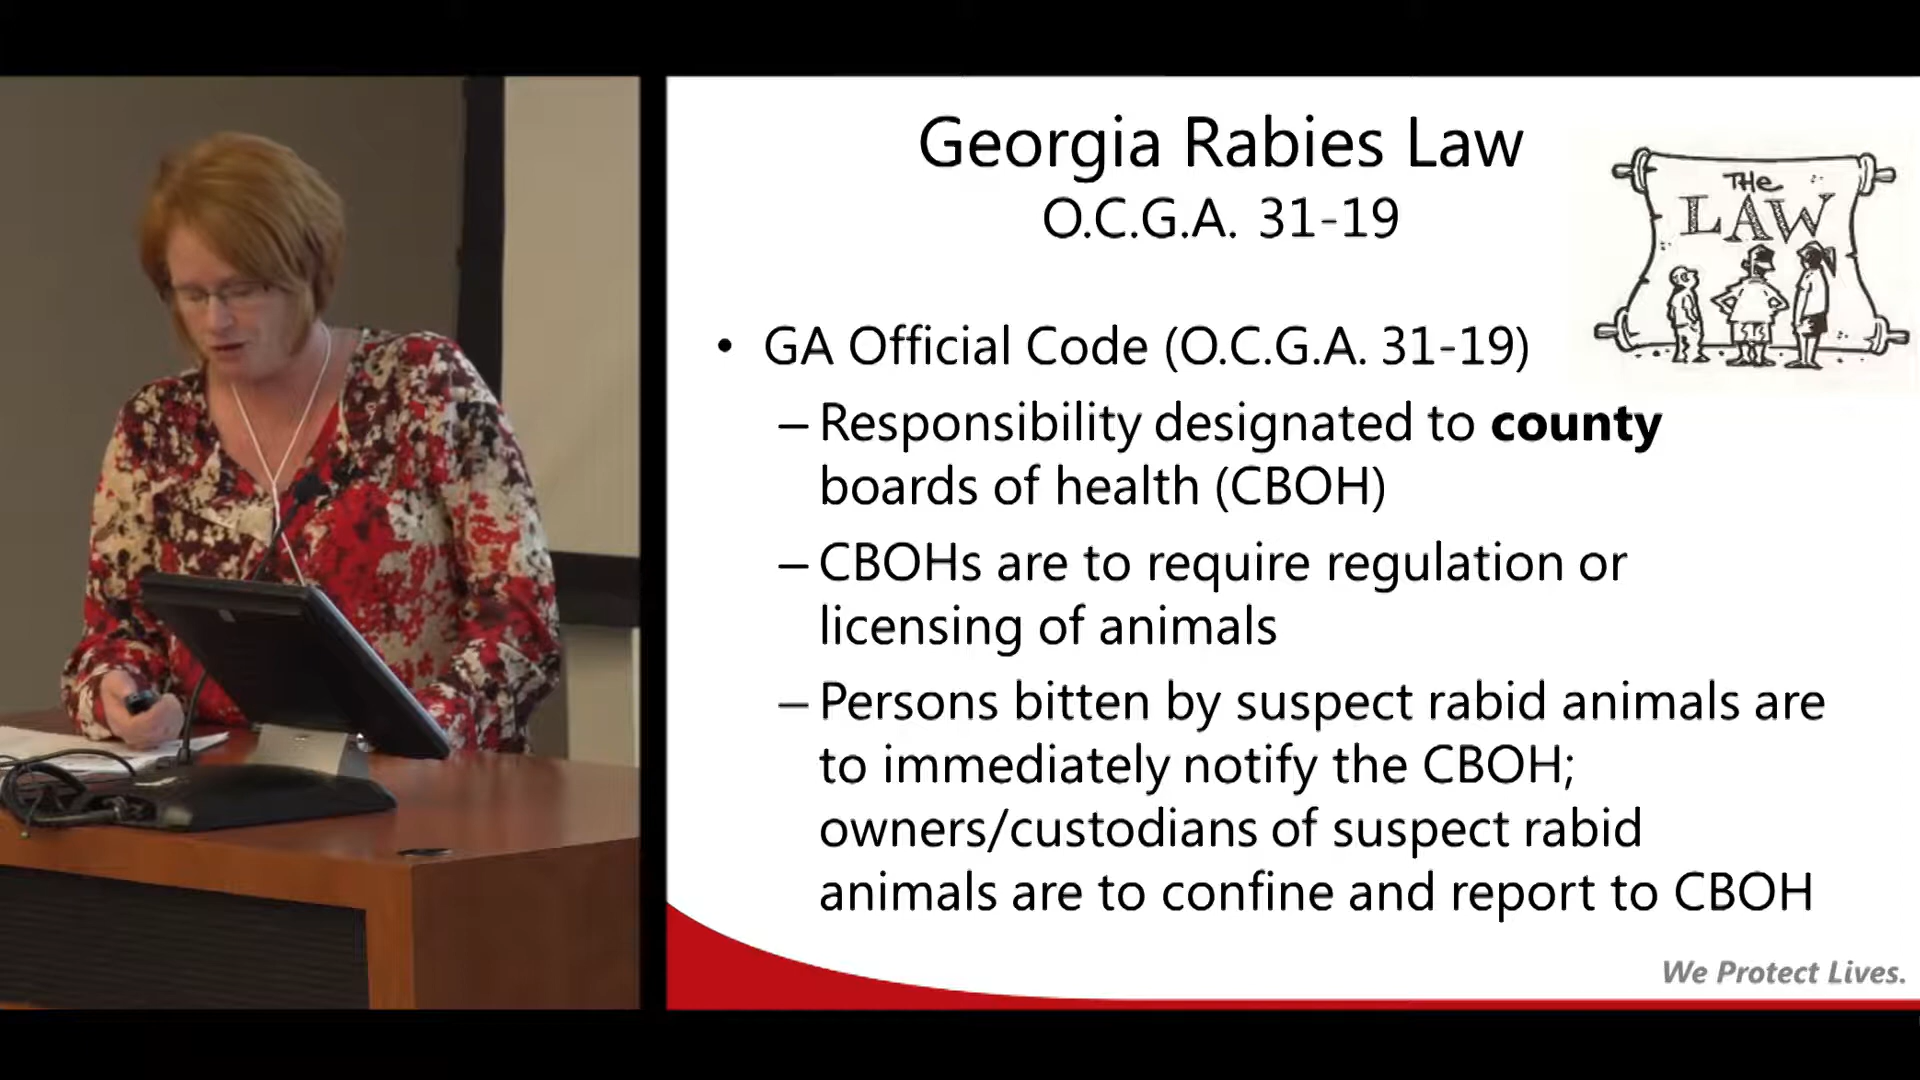 Georgia Rabies Law
O.C.G.A. 31-19
THE
LAW
• GA Official Code (O.C.G.A. 31-19)
– Responsibility designated to county
boards of health (CBOH)
– CBOHs are to require regulation or
licensing of animals
– Persons bitten by suspect rabid animals are
to immediately notify the CBOH;
owners/custodians of suspect rabid
animals are to confine and report to CBOH
We Protect Lives.